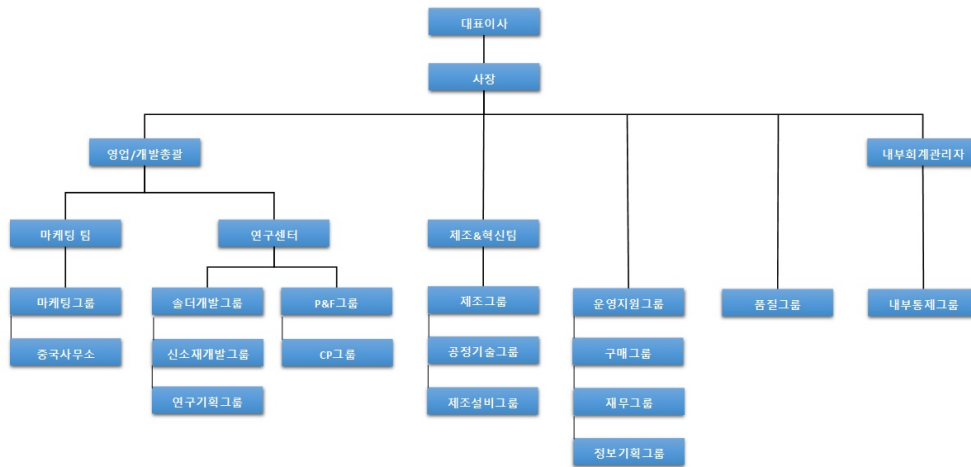 대표이사
사장
영업/개발총괄
내부회계관리자
마케팅 팀
연구센터
제조&혁신팀
마케팅그룹
솔더개발그룹
P&F그룹
제조그룹
운영지원그룹
품질그룹
내부통제그룹
중국사무소
신소재개발그룹
CP그룹
공정기술그룹
구매그룹
연구기획그룹
제조설비그룹
재무그룹
정보기획그룹